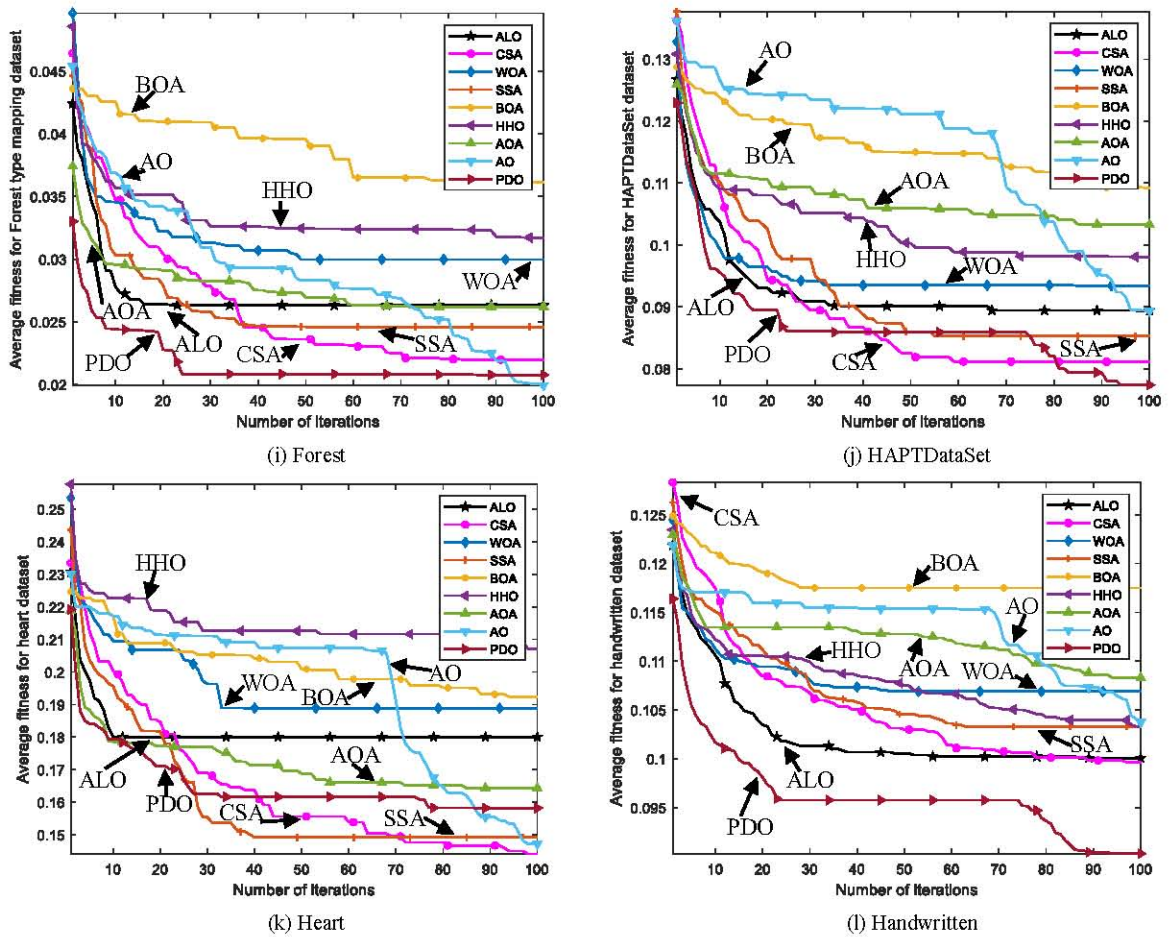 Average fitness for Forest type mapping dataset
0.045
0.04
0.035
0.03
0.025
0.02
BOA
AO
HHO
WOA
AOA
ALO
PDO
CSA
SSA
ALO
CSA
WOA
SSA
BOA
HHO
AOA
AO
PDO
10 20 30 40 50 60 70 80 90 100
Number of Iterctions
(i) Forest
Average fitness for HAPTDataSet dataset
0.13
0.12
0.11
0.1
0.09
0.08
AO
BOA
AOA
HHO
WOA
ALO
PDO
CSA
SSA
ALO
CSA
WOA
SSA
BOA
HHO
AOA
AO
PDO
10 20 30 40 50 60 70 80 90 100
Number of Iterctions
(j) HAPTDataSet
Average fitness for heart dataset
0.25
0.24
0.23
0.22
0.21
0.2
0.19
0.18
0.17
0.16
0.15
HHO
WOA
BOA
AO
ALO
AOA
PDO
CSA
SSA
ALO
CSA
WOA
SSA
BOA
HHO
AOA
AO
PDO
10 20 30 40 50 60 70 80 90 100
Number of Iterctions
(k) Heart
Average fitness for handwritten dataset
0.125
0.12
0.115
0.11
0.105
0.1
0.095
CSA
BOA
AO
HHO
AOA
WOA
SSA
ALO
PDO
ALO
CSA
WOA
SSA
BOA
HHO
AOA
AO
PDO
10 20 30 40 50 60 70 80 90 100
Number of Iterctions
(l) Handwritten